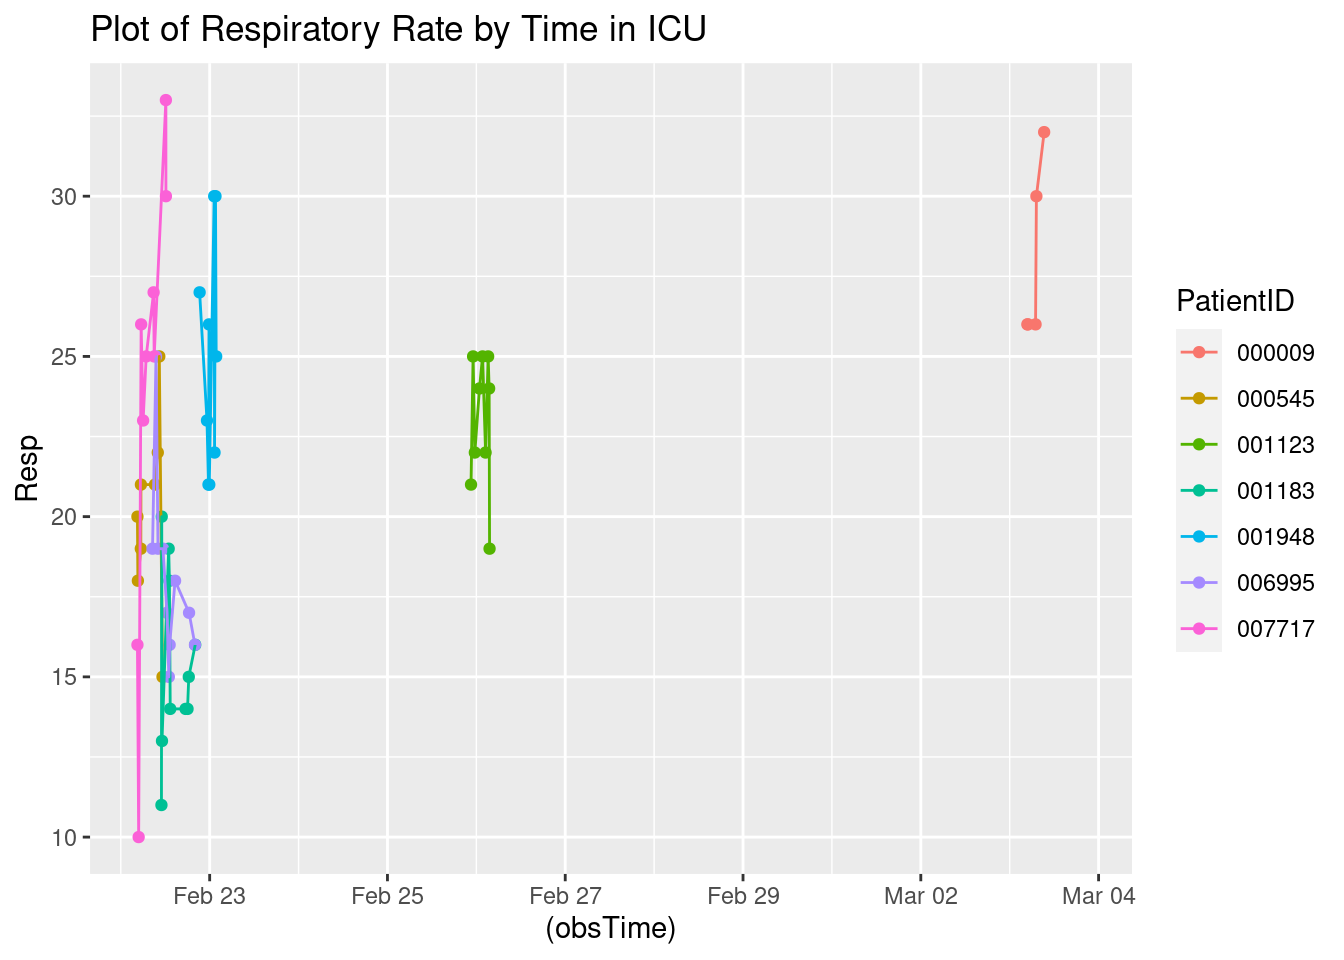 Plot of Respiratory Rate by Time in ICU
Resp
30
25
20
15
10
Feb 23
Feb 25
Feb 27
Feb 29
Mar 02
Mar 04
(obsTime)
PatientID
000009
000545
001123
001183
001948
006995
007717